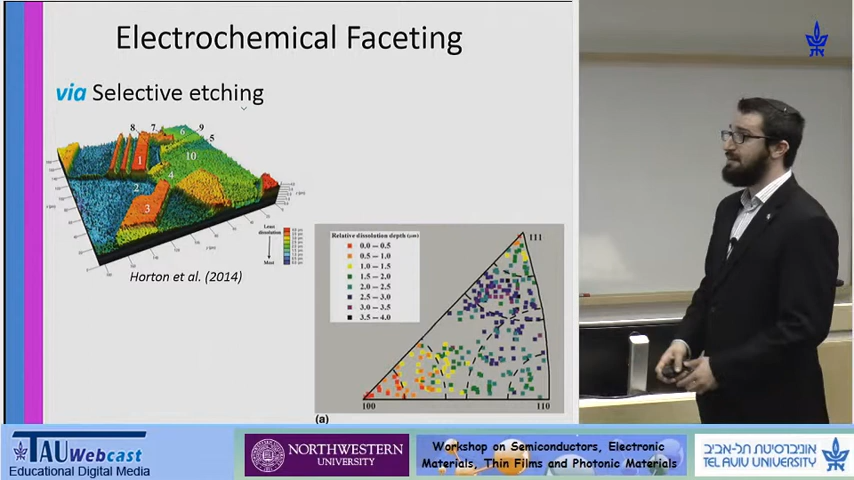 Electrochemical Faceting
via Selective etching
8 7 6 9
5
1 10
2 4
3
Least
dissolution
Most
Horton et al. (2014)
Relative dissolution depth (um)
0.0 – 0.5
0.5 – 1.0
1.0 – 1.5
1.5 – 2.0
2.0 – 2.5
2.5 – 3.0
3.0 – 3.5
3.5 – 4.0
111
100
110
(a)
TAU Webcast
Educational Digital Media
NORTHWESTERN
UNIVERSITY
Workshop on Semiconductors, Electronic
Materials, Thin Films and Photonic Materials
אוניברסיטת תל-אביב
TEL AVIV UNIVERSITY